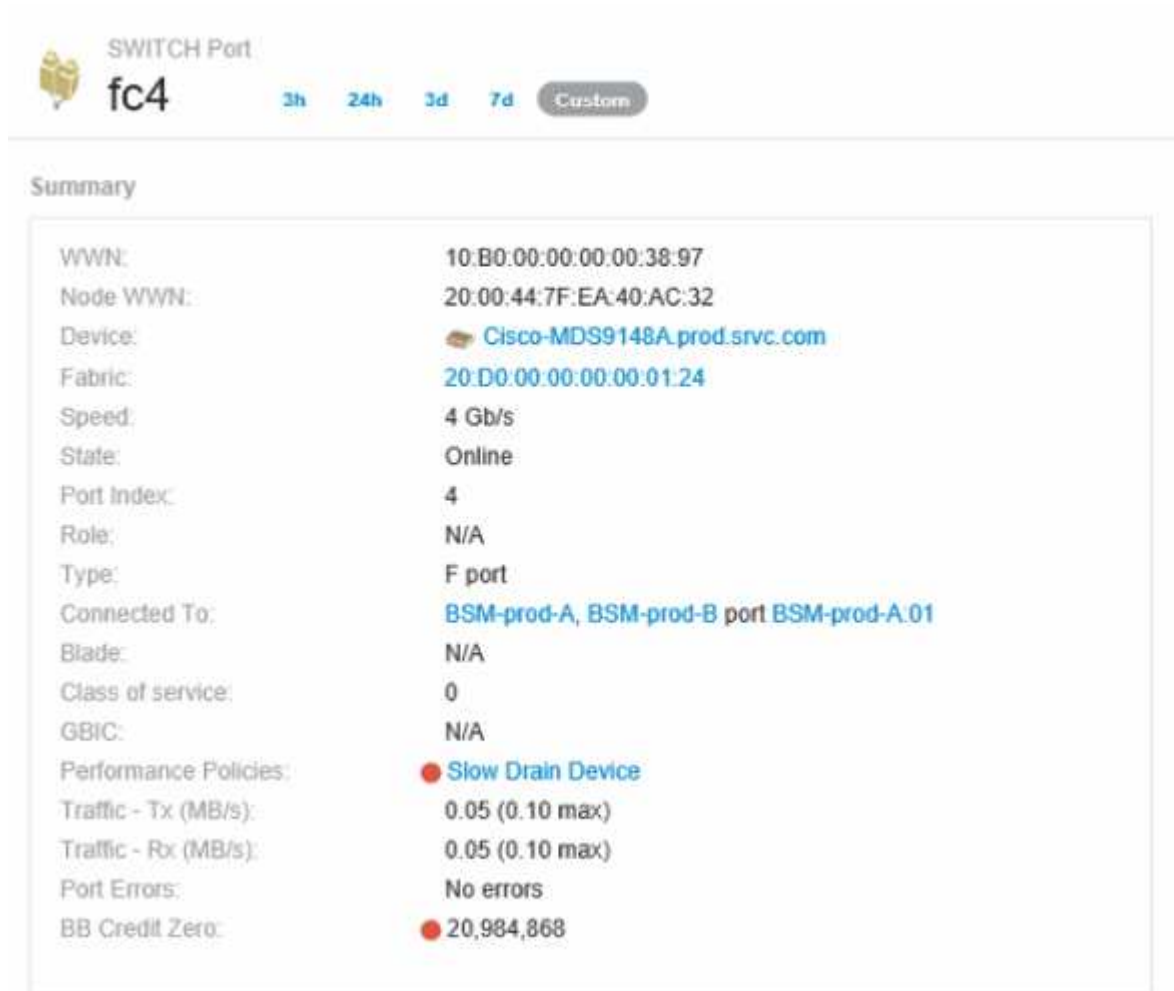 SWITCH Port
fc4 3h 24h 3d 7d Custom
Summary
WWN: 10:B0:00:00:00:00:38:97
Node WWN: 20:00:44:7F:EA:40:AC:32
Device: Cisco-MDS9148A.prod.srvc.com
Fabric: 20:D0:00:00:00:00:01:24
Speed: 4 Gb/s
State: Online
Port Index: 4
Role: N/A
Type: F port
Connected To: BSM-prod-A, BSM-prod-B port BSM-prod-A:01
Blade: N/A
Class of service: 0
GBIC: N/A
Performance Policies: Slow Drain Device
Traffic - Tx (MB/s): 0.05 (0.10 max)
Traffic - Rx (MB/s): 0.05 (0.10 max)
Port Errors: No errors
BB Credit Zero: 20,984,868